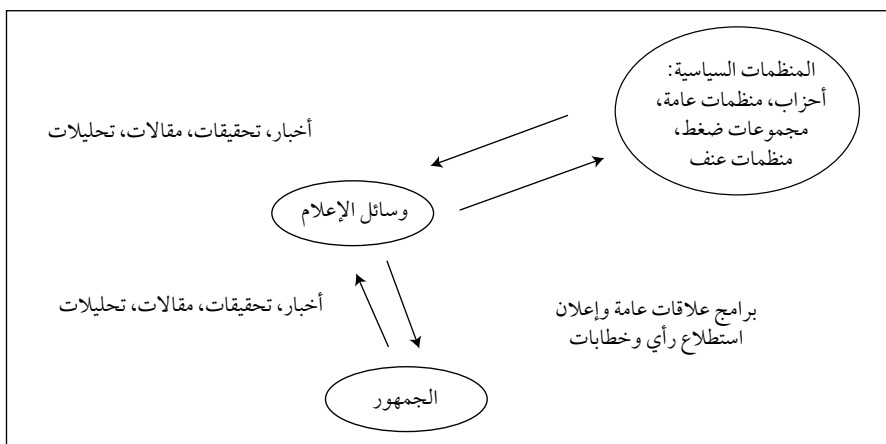 المنظمات السياسية:
أحزاب، منظمات عامة،
مجموعات ضغط،
منظمات عنف
أخبار، تحقيقات، مقالات، تحليلات
وسائل الإعلام
أخبار، تحقيقات، مقالات، تحليلات
برامج علاقات عامة وإعلان
استطلاع رأي وخطابات
الجمهور